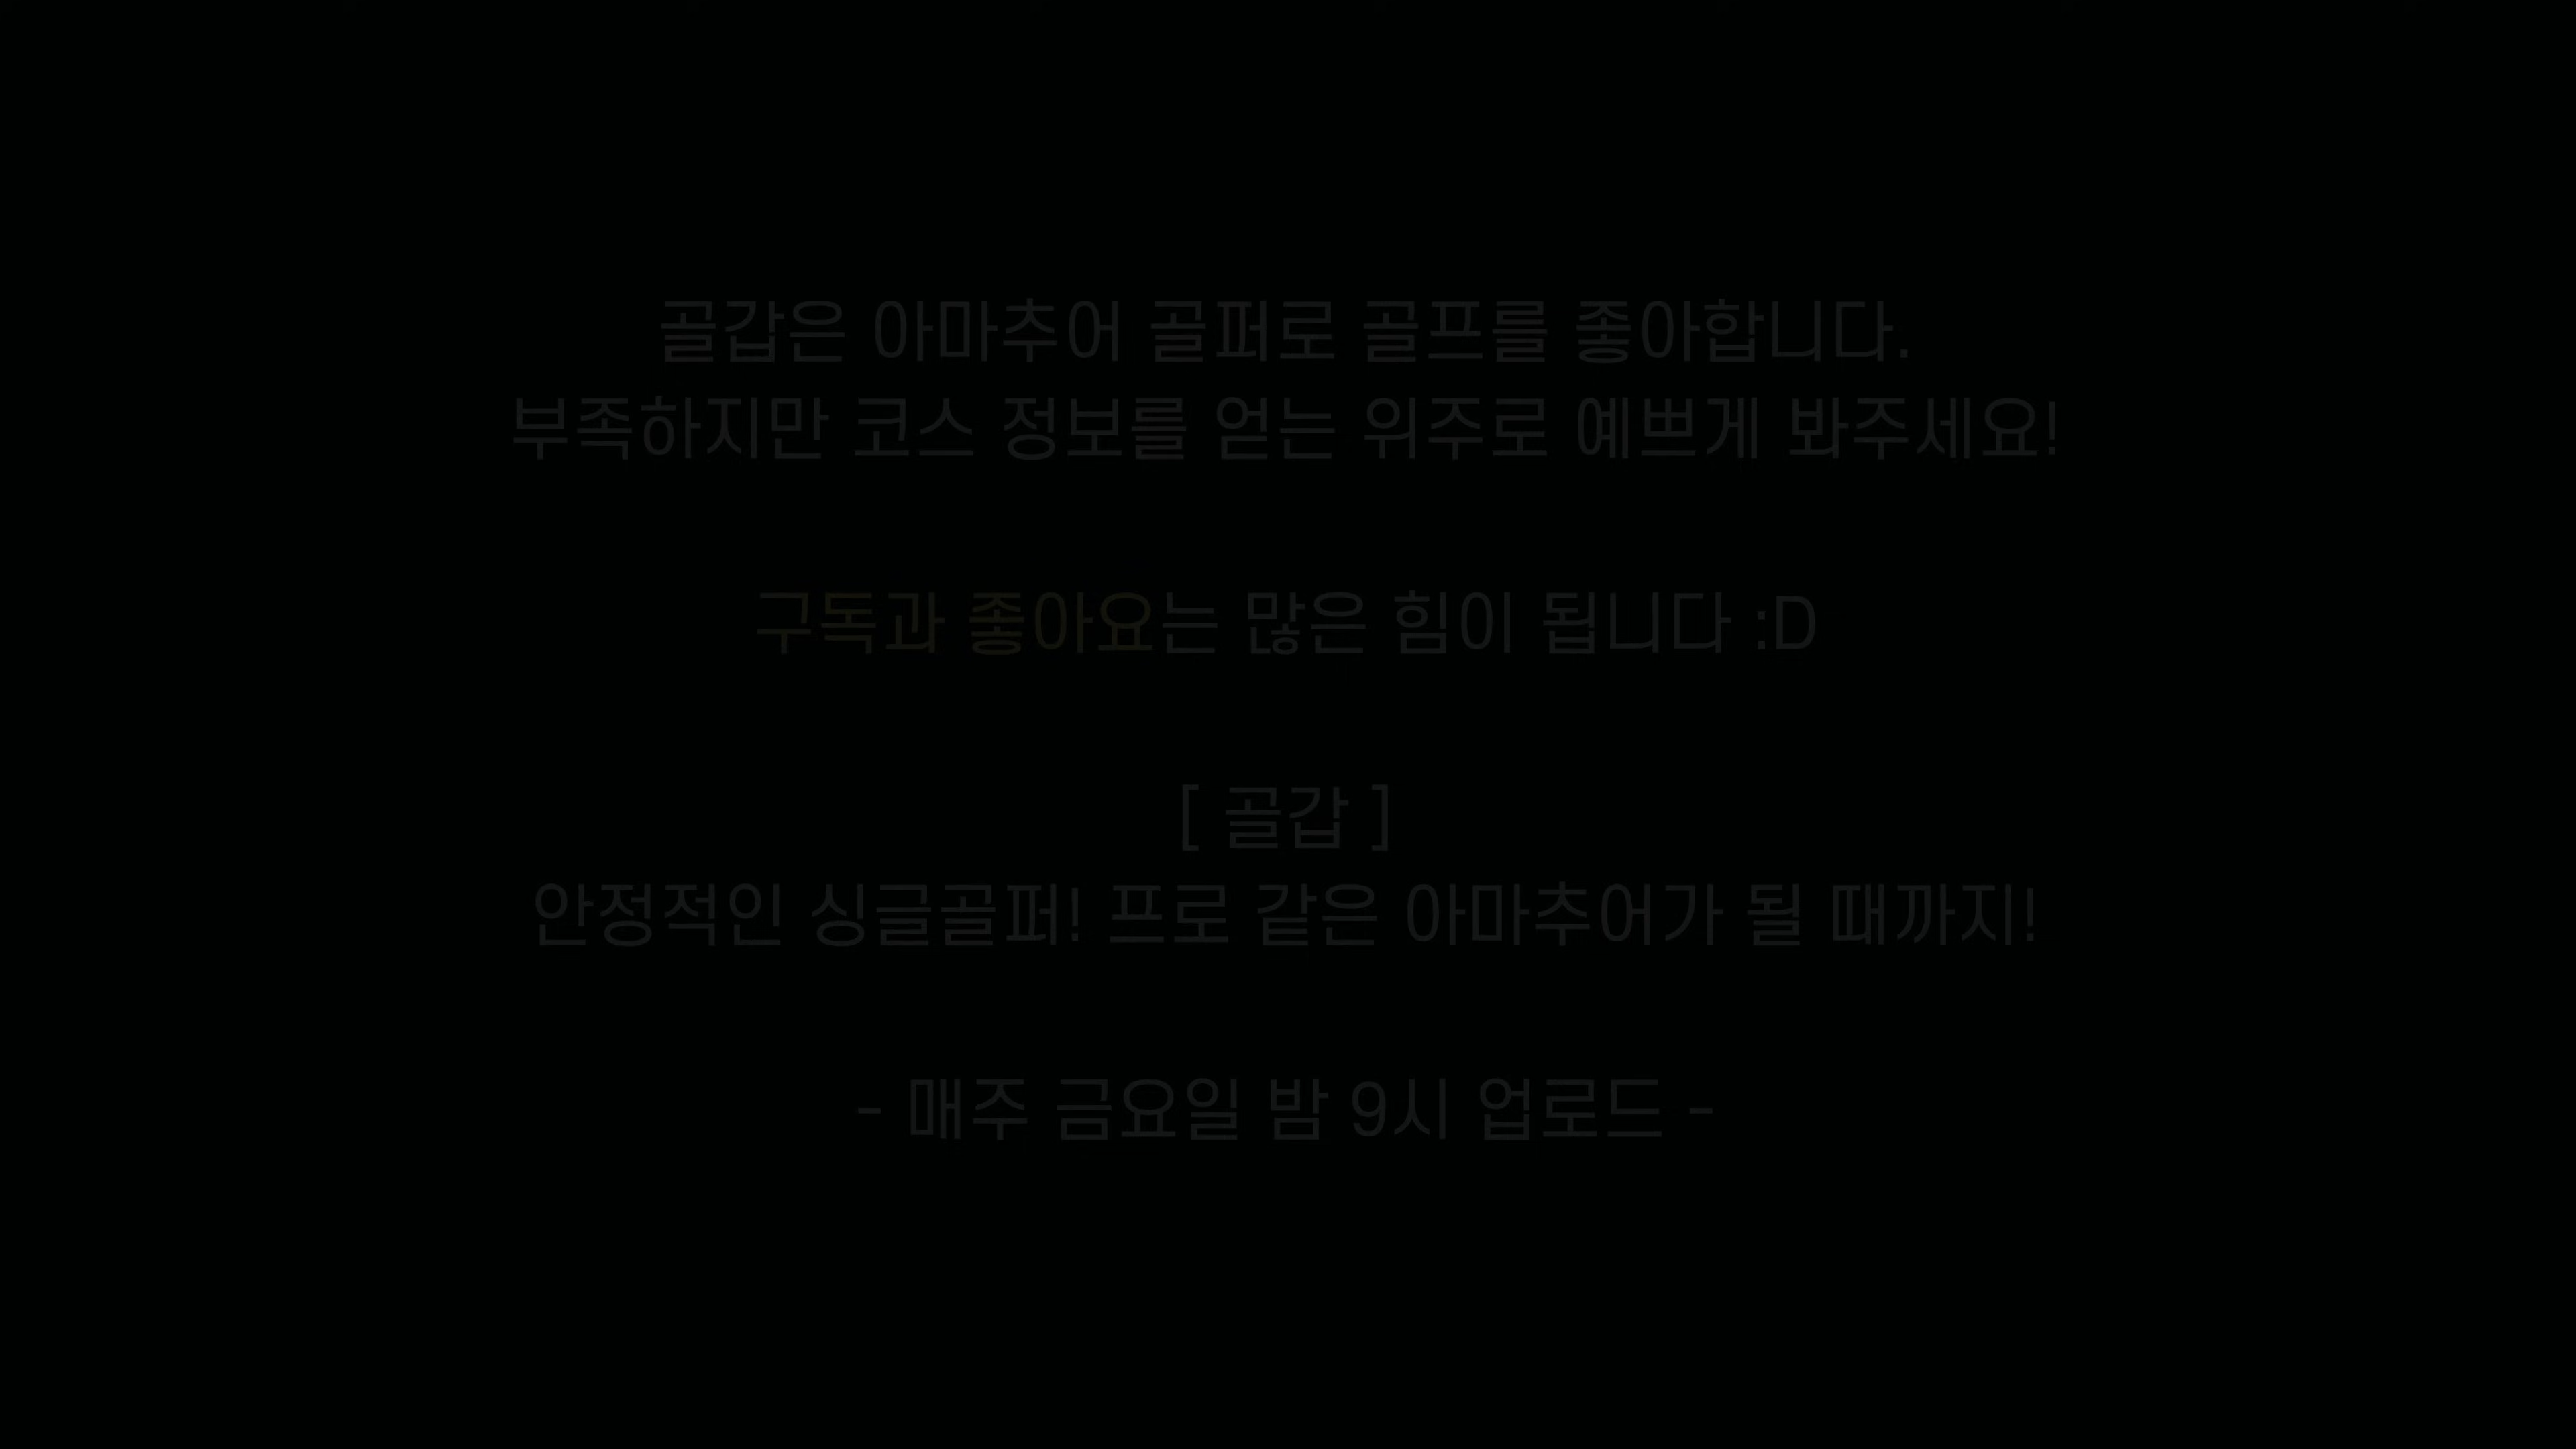 골갑은 아마추어 골퍼로 골프를 좋아합니다.
부족하지만 코스 정보를 얻는 위주로 예쁘게 봐주세요!
구독과 좋아요는 많은 힘이 됩니다 :D
[ 골갑 ]
안정적인 싱글골퍼! 프로 같은 아마추어가 될 때까지!
- 매주 금요일 밤 9시 업로드 -